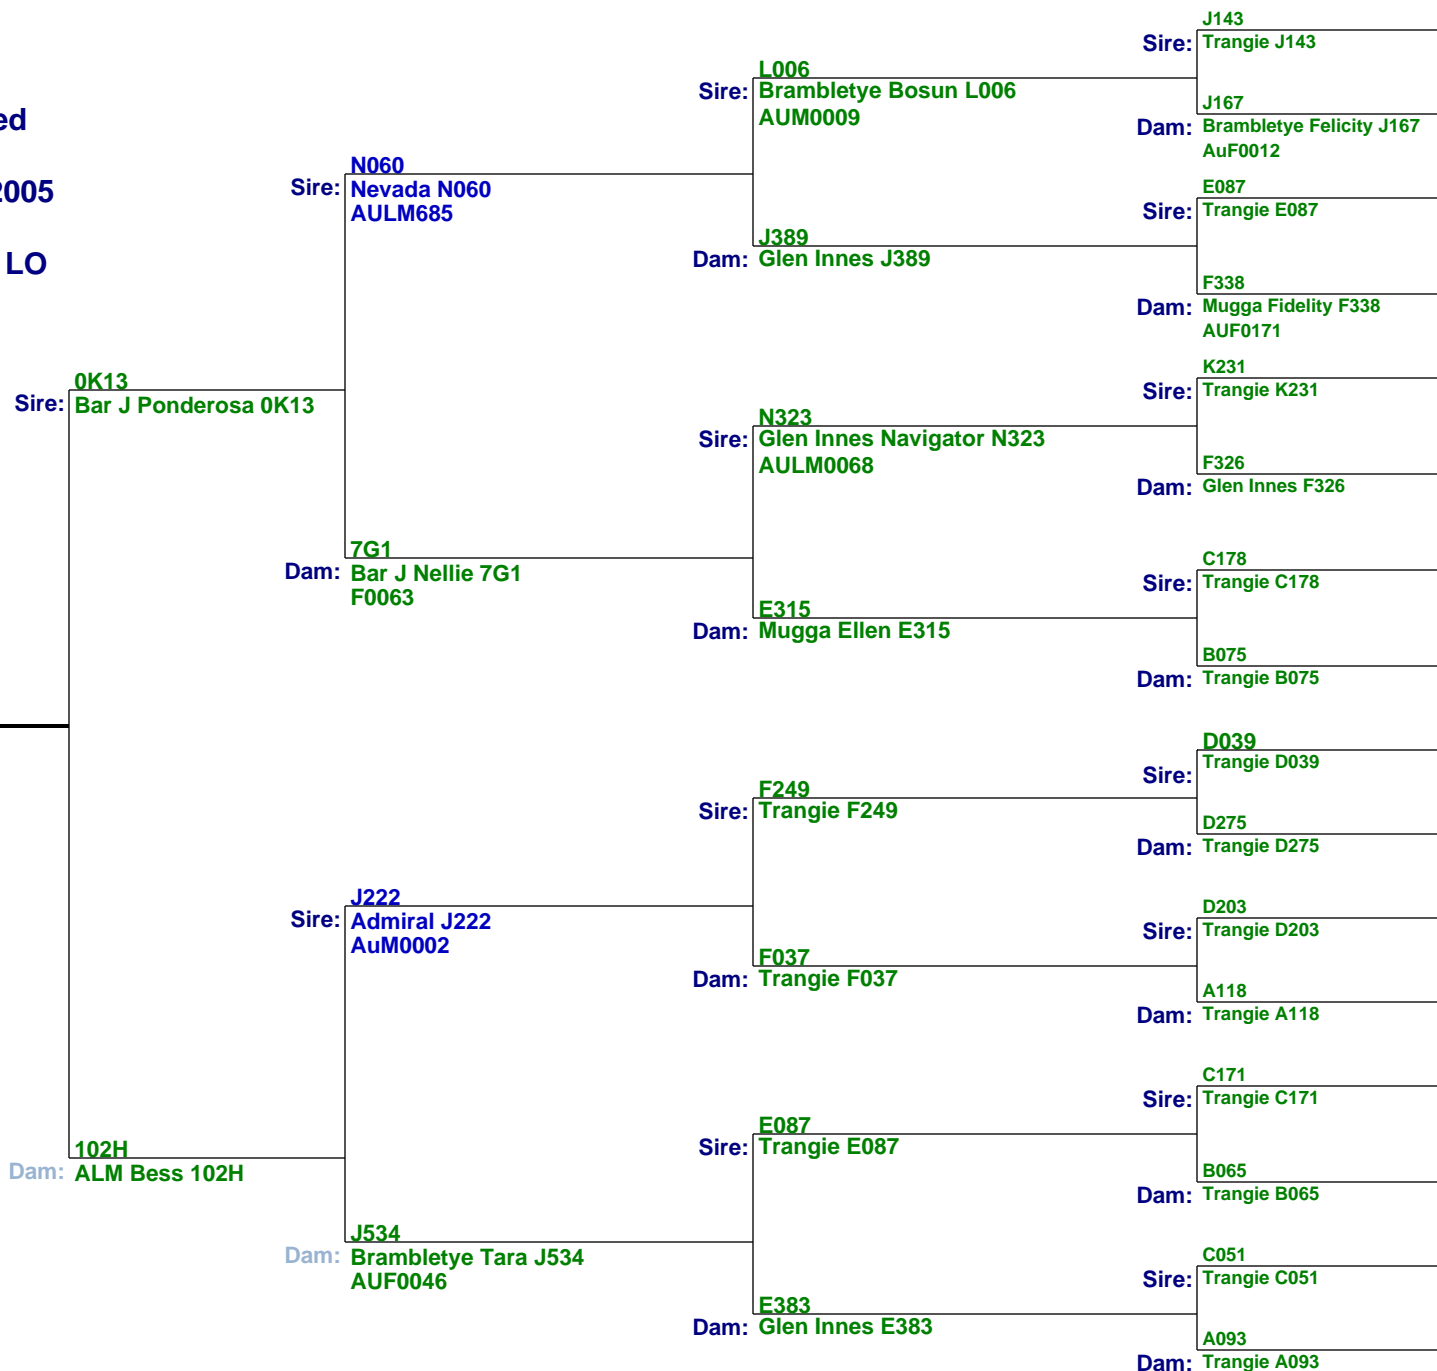 ed
2005
LO
Sire:
0K13
Bar J Ponderosa 0K13
Dam:
102H
ALM Bess 102H
Sire:
N060
Nevada N060
AULM685
Dam:
7G1
Bar J Nellie 7G1
F0063
Sire:
J222
Admiral J222
AuM0002
Dam:
J534
Brambletye Tara J534
AUF0046
Sire:
L006
Brambletye Bosun L006
AUM0009
Dam:
J389
Glen Innes J389
Sire:
N323
Glen Innes Navigator N323
AULM0068
Dam:
E315
Mugga Ellen E315
Sire:
F249
Trangie F249
Dam:
F037
Trangie F037
Sire:
E087
Trangie E087
Dam:
E383
Glen Innes E383
Sire:
J143
Trangie J143
Dam:
J167
Brambletye Felicity J167
AuF0012
Sire:
E087
Trangie E087
Dam:
F338
Mugga Fidelity F338
AUF0171
Sire:
K231
Trangie K231
Dam:
F326
Glen Innes F326
Sire:
C178
Trangie C178
Dam:
B075
Trangie B075
Sire:
D039
Trangie D039
Dam:
D275
Trangie D275
Sire:
D203
Trangie D203
Dam:
A118
Trangie A118
Sire:
C171
Trangie C171
Dam:
B065
Trangie B065
Sire:
C051
Trangie C051
Dam:
A093
Trangie A093